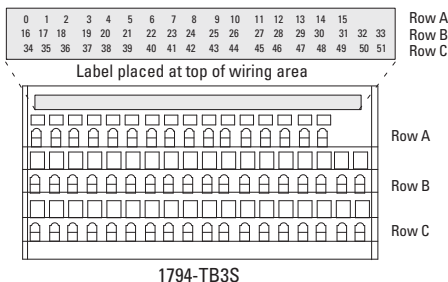 0 1 2 3 4 5 6 7 8 9 10 11 12 13 14 15 Row A
16 17 18 19 20 21 22 23 24 25 26 27 28 29 30 31 32 33 Row B
34 35 36 37 38 39 40 41 42 43 44 45 46 47 48 49 50 51 Row C
Label placed at top of wiring area
Row A
Row B
Row C
1794-TB3S